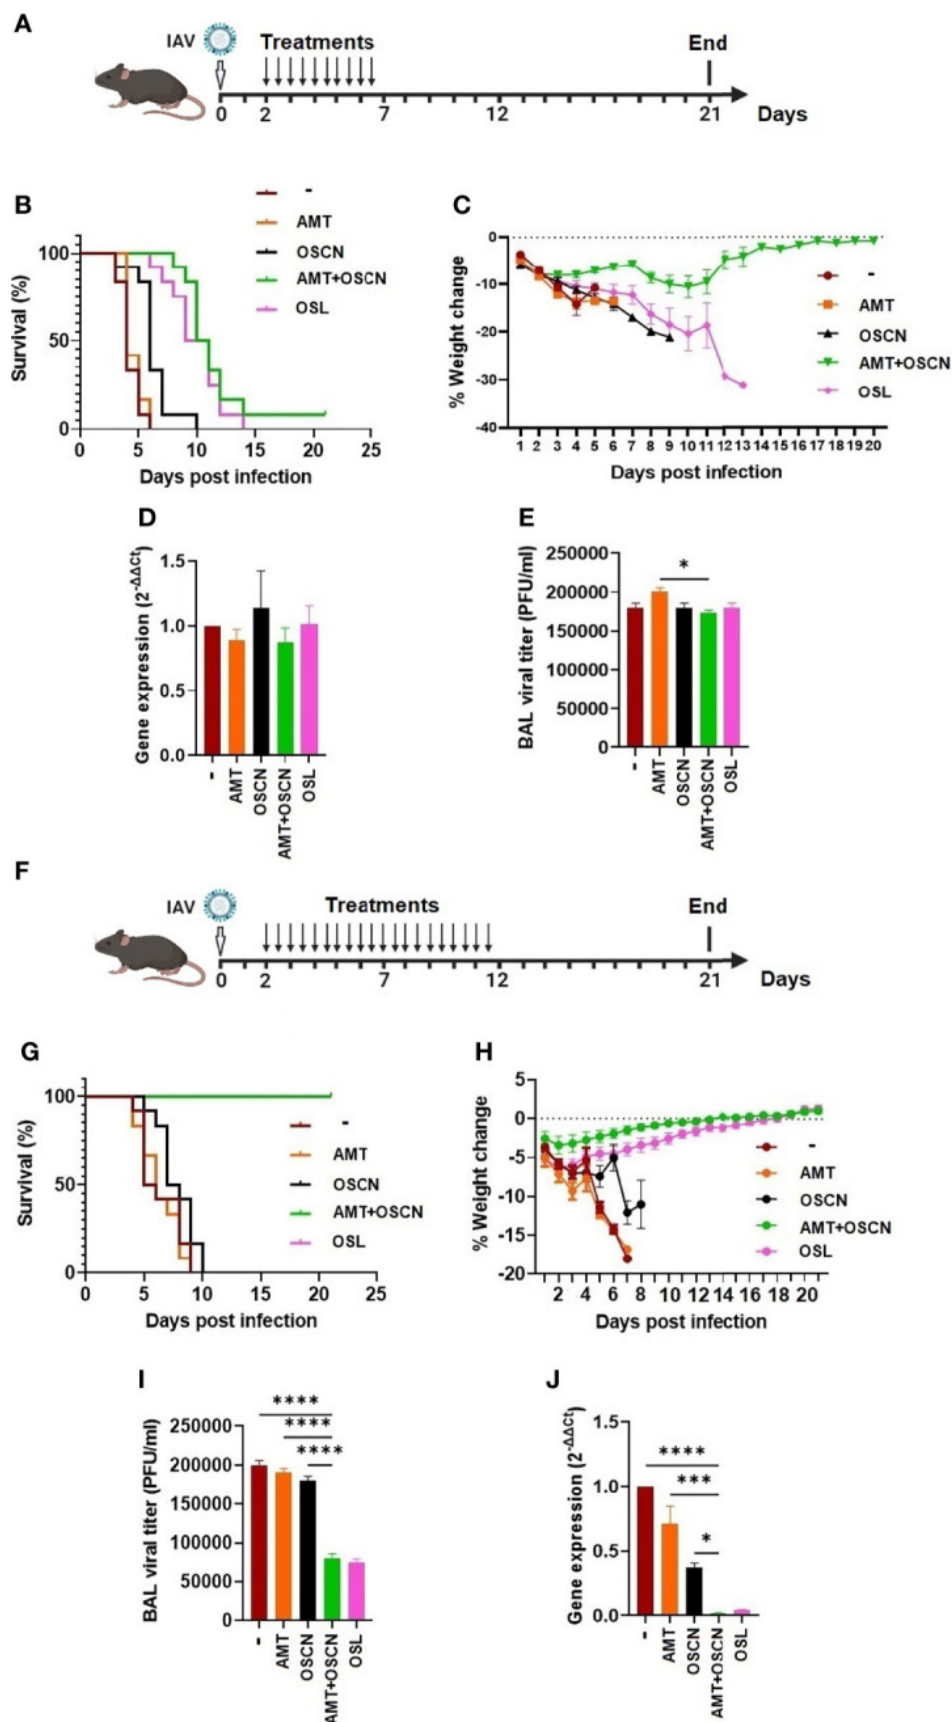 A
IAV Treatments End
0 2 7 12 21 Days
B
-
AMT
OSCN
AMT+OSCN
OSL
Survival (%)
100
50
0
0 5 10 15 20 25
Days post infection
C
% Weight change
0
-10
-20
-30
-40
-
AMT
OSCN
AMT+OSCN
OSL
1 2 3 4 5 6 7 8 9 10 11 12 13 14 15 16 17 18 19 20
Days post infection
D
Gene expression (2^-ΔΔCt)
1.5
1.0
0.5
0.0
- AMT OSCN AMT+OSCN OSL
E
BAL viral titer (PFU/ml)
250000
200000
150000
100000
50000
0
*
- AMT OSCN AMT+OSCN OSL
F
IAV Treatments End
0 2 7 12 21 Days
G
Survival (%)
100
50
0
-
AMT
OSCN
AMT+OSCN
OSL
0 5 10 15 20 25
Days post infection
H
% Weight change
5
0
-5
-10
-15
-20
-
AMT
OSCN
AMT+OSCN
OSL
2 4 6 8 10 12 14 16 18 20
Days post infection
I
BAL viral titer (PFU/ml)
250000
200000
150000
100000
50000
0
****
****
****
- AMT OSCN AMT+OSCN OSL
J
Gene expression (2^-ΔΔCt)
1.5
1.0
0.5
0.0
****
***
*
- AMT OSCN AMT+OSCN OSL